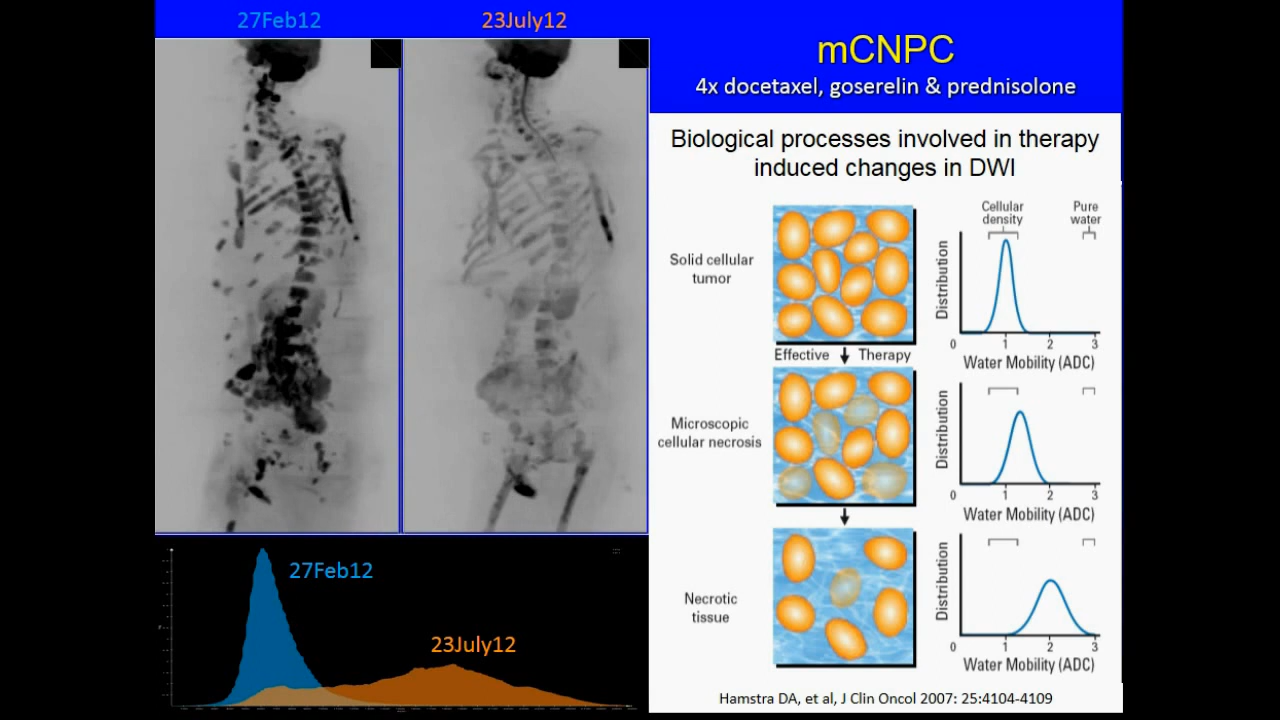 27Feb12
23July12
mCNPC
4x docetaxel, goserelin & prednisolone
Biological processes involved in therapy
induced changes in DWI
Solid cellular
tumor
Cellular
density
Pure
water
Distribution
0 1 2 3
Water Mobility (ADC)
Effective Therapy
Microscopic
cellular necrosis
Distribution
0 1 2 3
Water Mobility (ADC)
Necrotic
tissue
Distribution
0 1 2 3
Water Mobility (ADC)
27Feb12
23July12
Hamstra DA, et al, J Clin Oncol 2007: 25:4104-4109